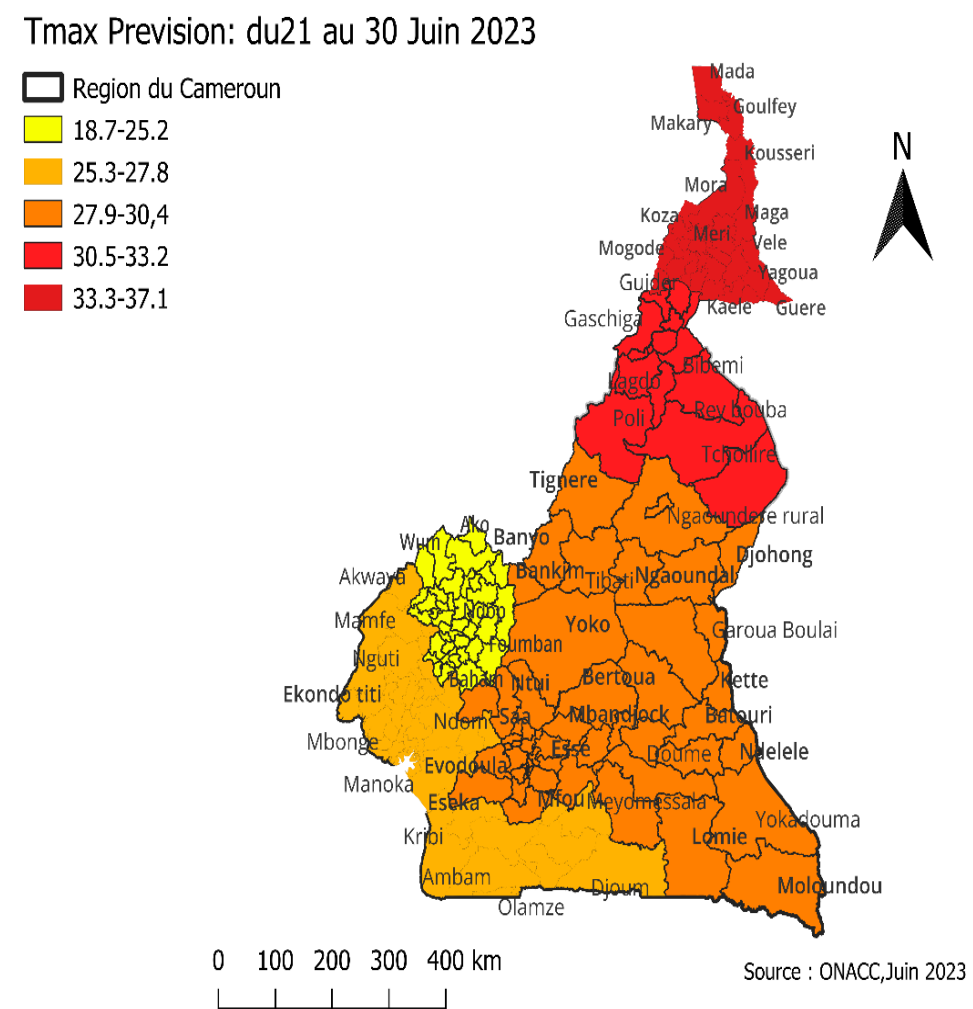 Tmax Prevision: du21 au 30 Juin 2023
Region du Cameroun
18.7-25.2
25.3-27.8
27.9-30,4
30.5-33.2
33.3-37.1
N
Mada
Goulfey
Makary
Kousseri
Mora
Koza
Maga
Meri
Mogode
Vele
Yagoua
Guider
Kaele
Guere
Gaschiga
Bibemi
Lagdo
Rey bouba
Poli
Tchollire
Tignere
Ngaoundere rural
Ako
Wum
Banyo
Djohong
Akwaya
Bankim
Tibati
Ngaoundal
Mamfe
Ndop
Yoko
Garoua Boulai
Nguti
Foumban
Baham
Ntui
Bertoua
Kette
Ekondo titi
Ndom
Saa
Mbandjock
Batouri
Mbonge
Esse
Doume
Ndelele
Evodoula
Manoka
Eseka
Mfou
Meyomessala
Yokadouma
Kribi
Lomie
Ambam
Djoum
Moloundou
Olamze
0 100 200 300 400 km
Source : ONACC,Juin 2023